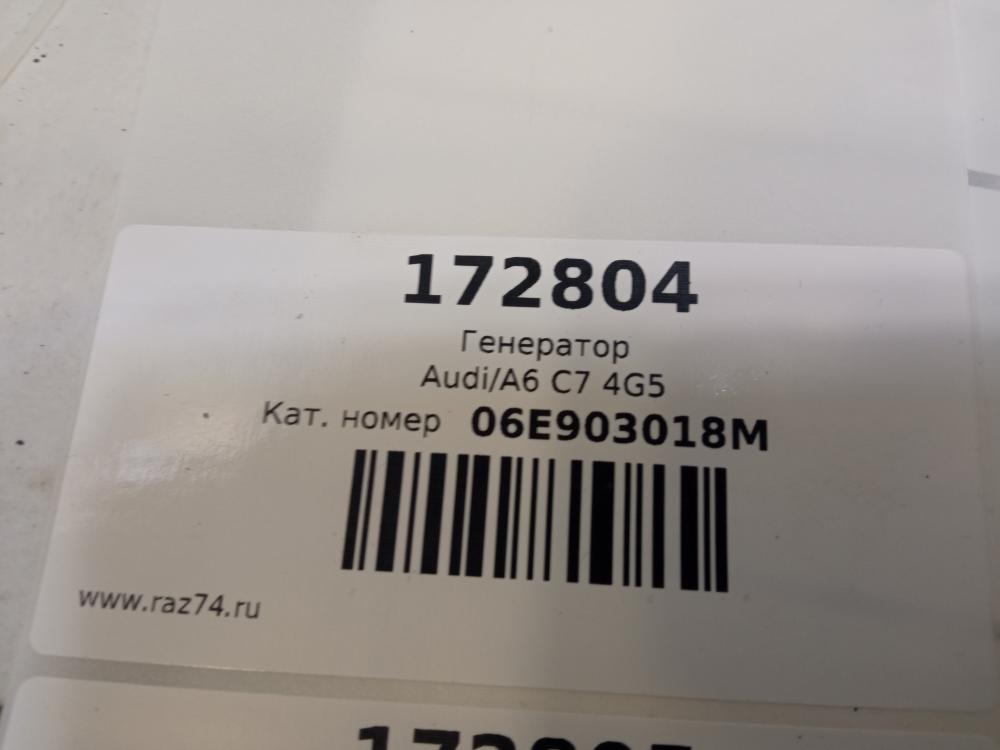 172804
Генератор
Audi/A6 C7 4G5
Кат. номер 06E903018M
www.raz74.ru